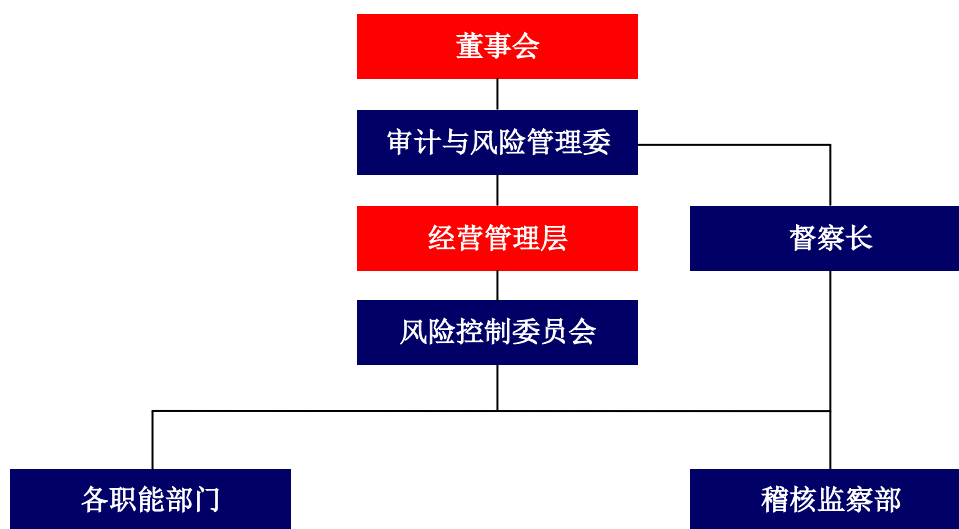 董事会
审计与风险管理委
经营管理层
督察长
风险控制委员会
各职能部门
稽核监察部